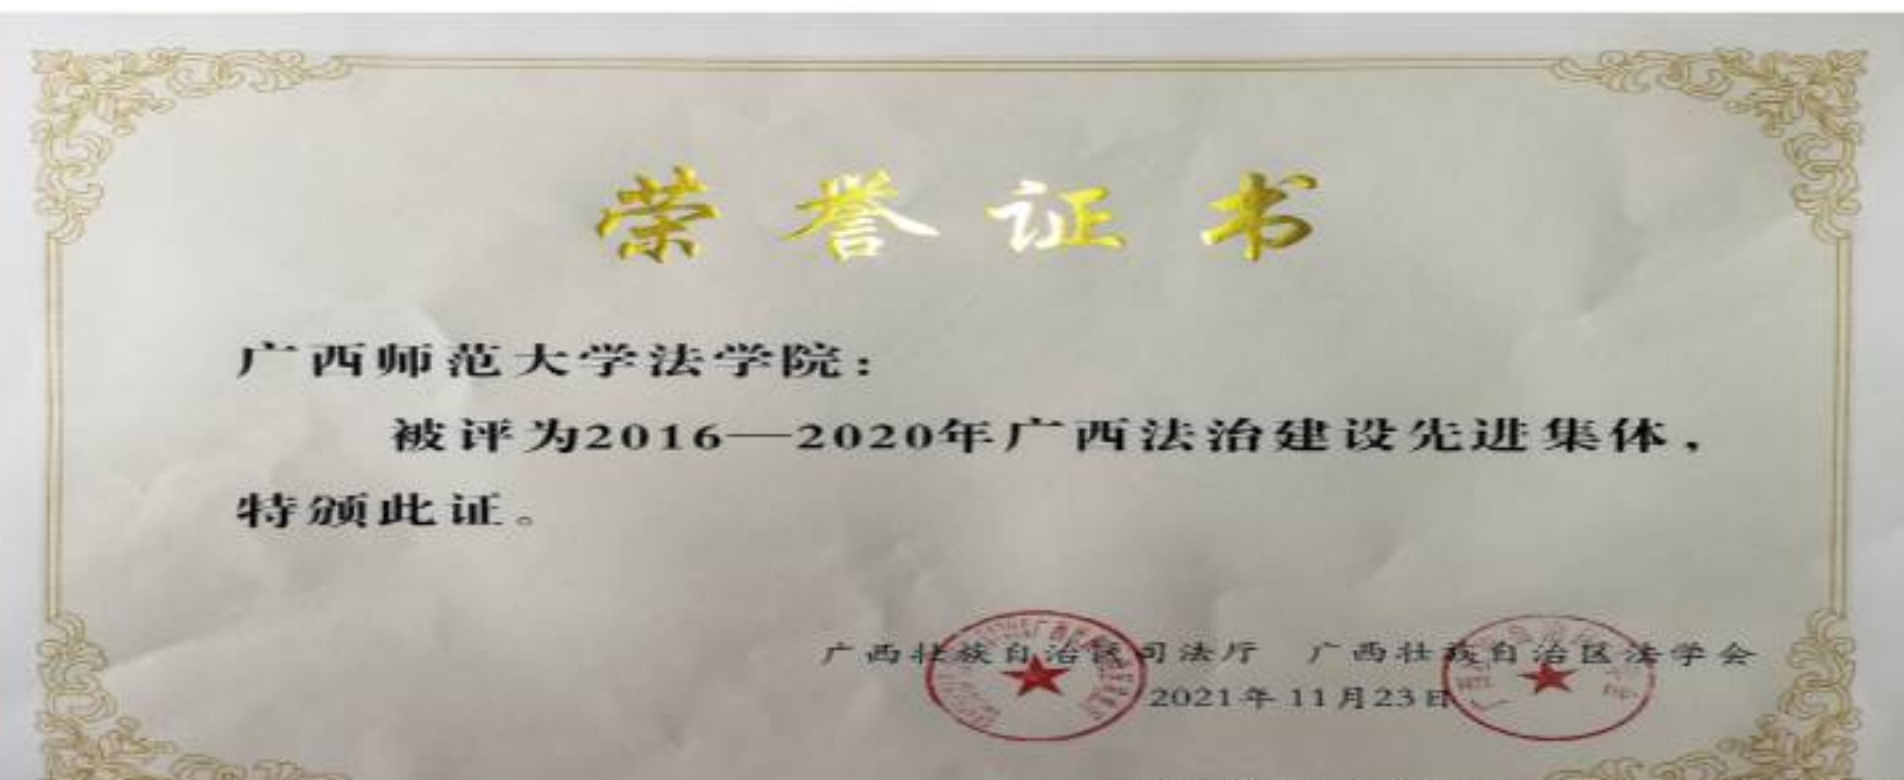 荣誉证书
广西师范大学法学院：
被评为2016—2020年广西法治建设先进集体，
特颁此证。
广西壮族自治区司法厅 广西壮族自治区法学会
2021年11月23日